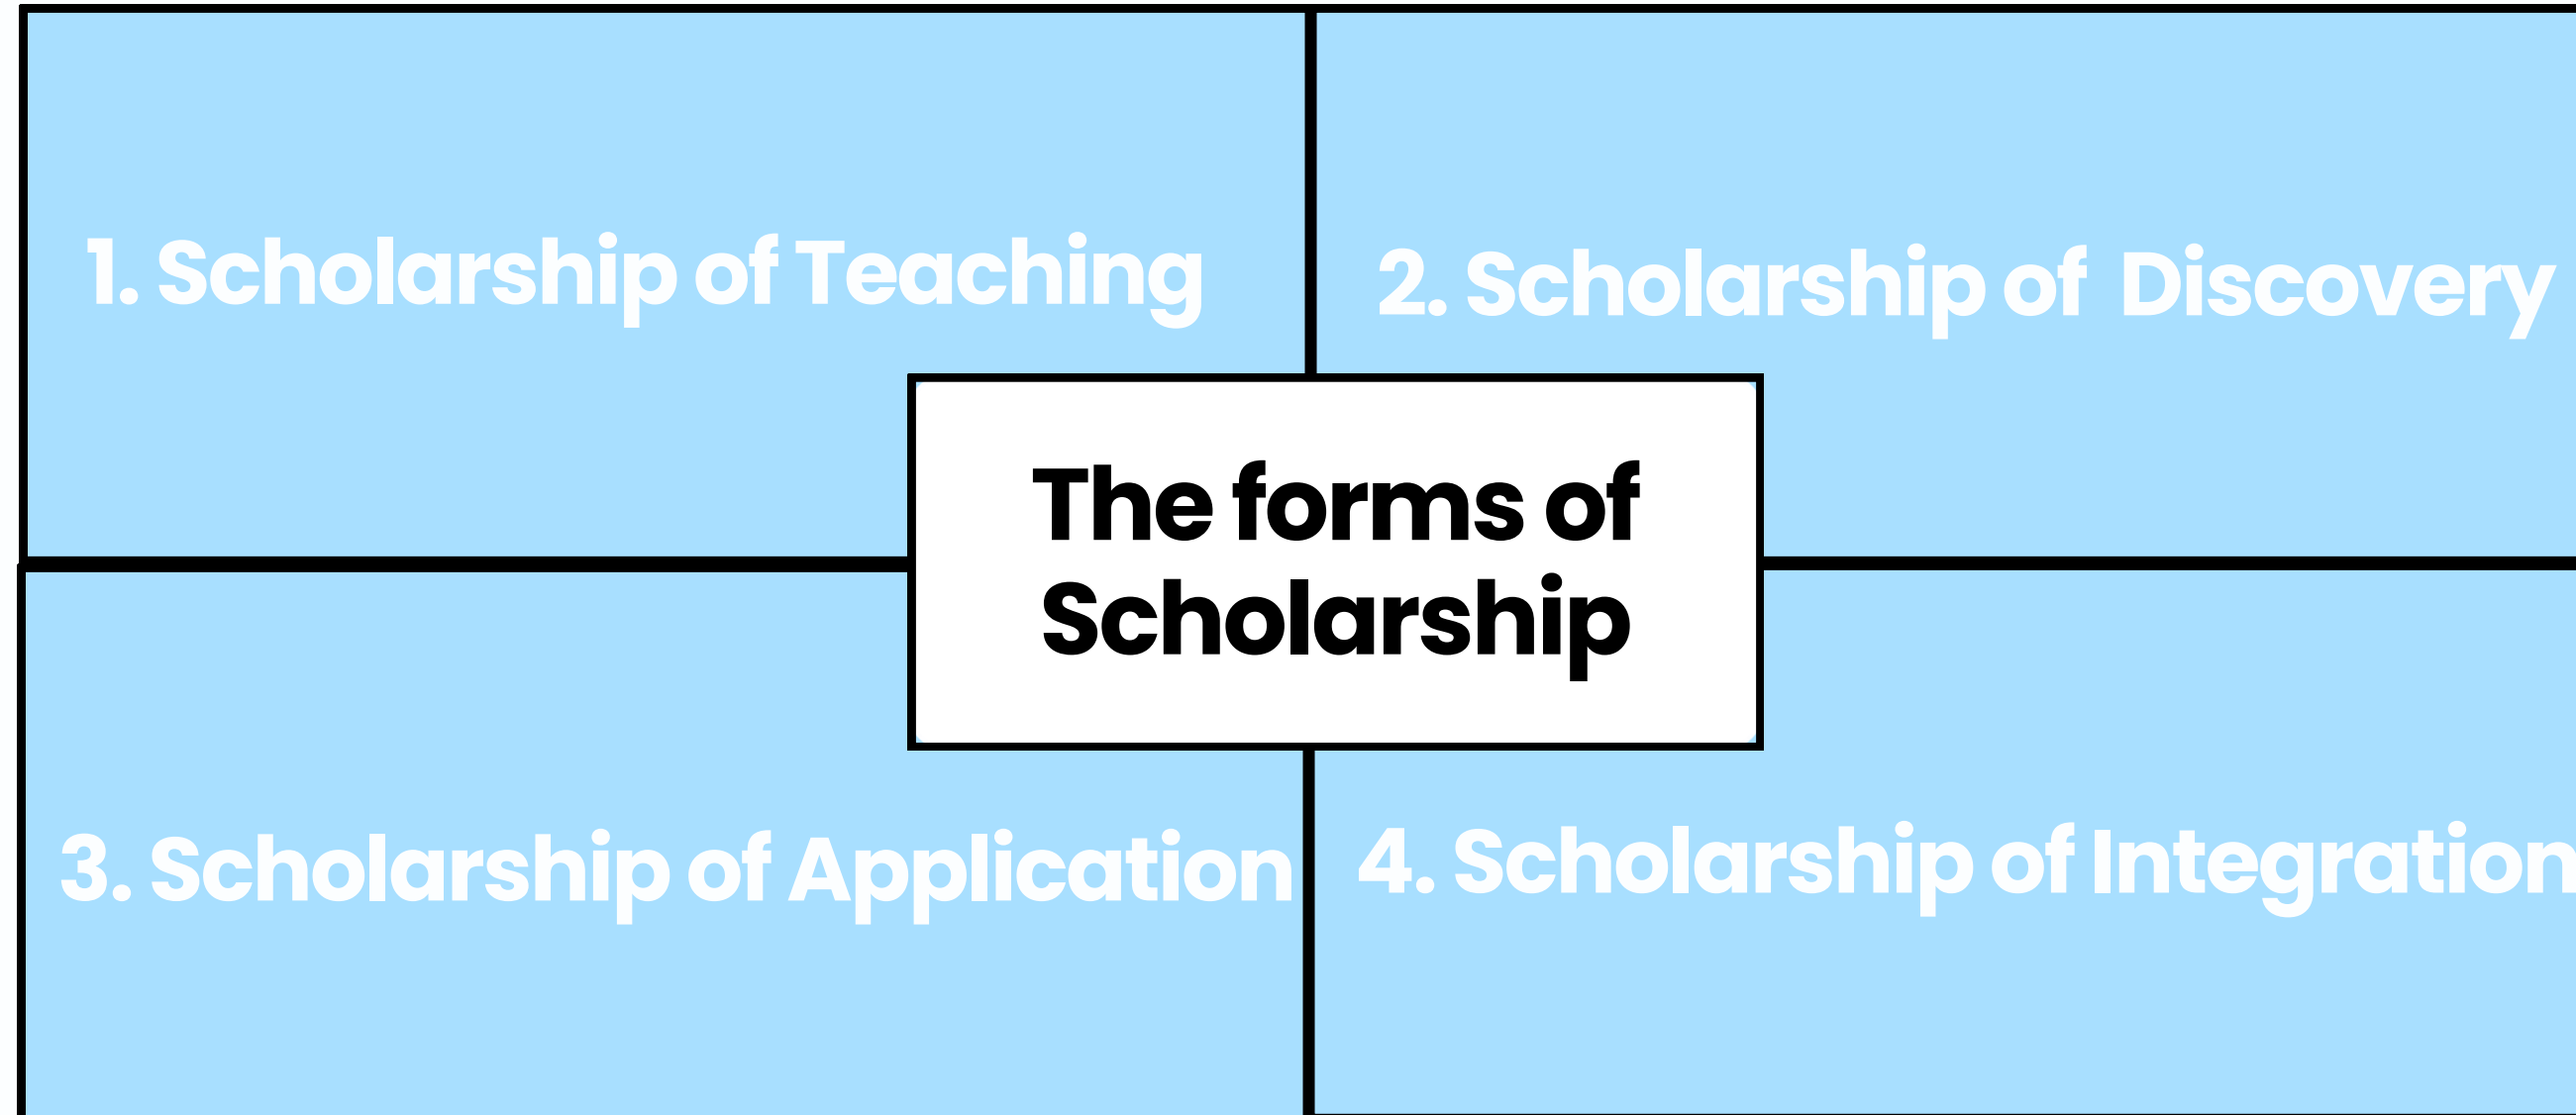 1. Scholarship of Teaching
2. Scholarship of Discovery
The forms of
Scholarship
3. Scholarship of Application
4. Scholarship of Integration